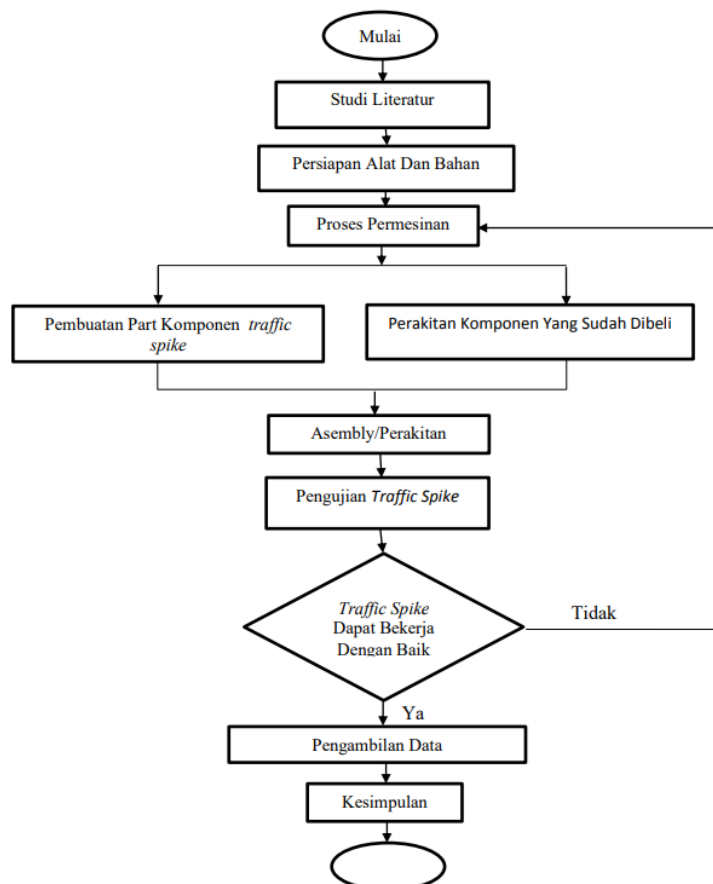 Mulai
Studi Literatur
Persiapan Alat Dan Bahan
Proses Permesinan
Pembuatan Part Komponen traffic
spike
Perakitan Komponen Yang Sudah Dibeli
Asembly/Perakitan
Pengujian Traffic Spike
Traffic Spike
Dapat Bekerja
Dengan Baik
Tidak
Ya
Pengambilan Data
Kesimpulan